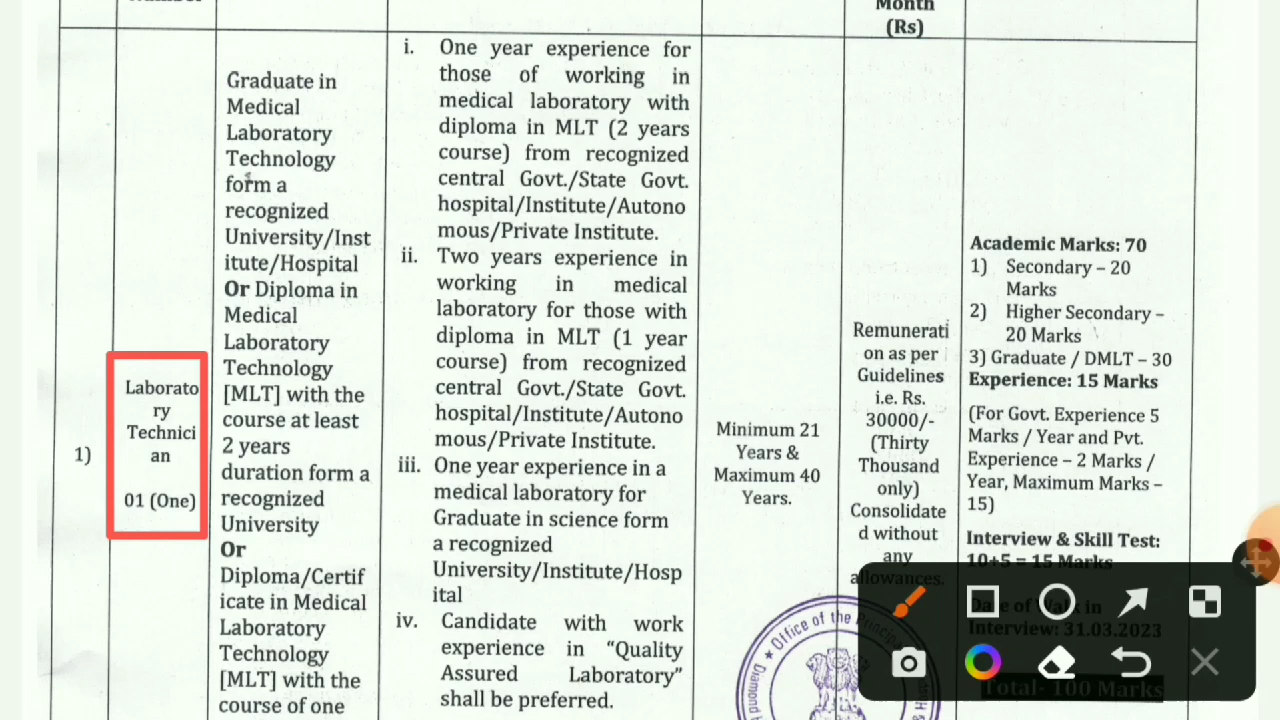 Month
(Rs)
1)
Laborato
ry
Technici
an
01 (One)
Graduate in
Medical
Laboratory
Technology
form a
recognized
University/Inst
itute/Hospital
Or Diploma in
Medical
Laboratory
Technology
[MLT] with the
course at least
2 years
duration form a
recognized
University
Or
Diploma/Certif
icate in Medical
Laboratory
Technology
[MLT] with the
course of one
i. One year experience for
those of working in
medical laboratory with
diploma in MLT (2 years
course) from recognized
central Govt./State Govt.
hospital/Institute/Autono
mous/Private Institute.
ii. Two years experience in
working in medical
laboratory for those with
diploma in MLT (1 year
course) from recognized
central Govt./State Govt.
hospital/Institute/Autono
mous/Private Institute.
iii. One year experience in a
medical laboratory for
Graduate in science form
a recognized
University/Institute/Hosp
ital
iv. Candidate with work
experience in "Quality
Assured Laboratory"
shall be preferred.
Minimum 21
Years &
Maximum 40
Years.
Remunerati
on as per
Guidelines
i.e. Rs.
30000/-
(Thirty
Thousand
only)
Consolidate
d without
any
allowances.
Academic Marks: 70
1) Secondary – 20
Marks
2) Higher Secondary –
20 Marks
3) Graduate / DMLT – 30
Experience: 15 Marks
(For Govt. Experience 5
Marks / Year and Pvt.
Experience – 2 Marks /
Year, Maximum Marks –
15)
Interview & Skill Test:
10+5 = 15 Marks
Date of Walk in
Interview: 31.03.2023
Total- 100 Marks
Office of the
Diamond